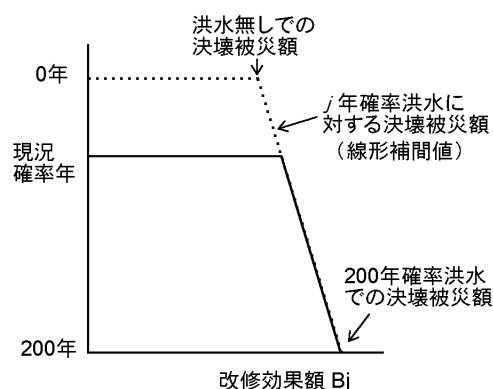 洪水無しでの
決壊被災額
0年
j年確率洪水に
対する決壊被災額
（線形補間値）
現況
確率年
200年確率洪水
での決壊被災額
200年
改修効果額 Bj